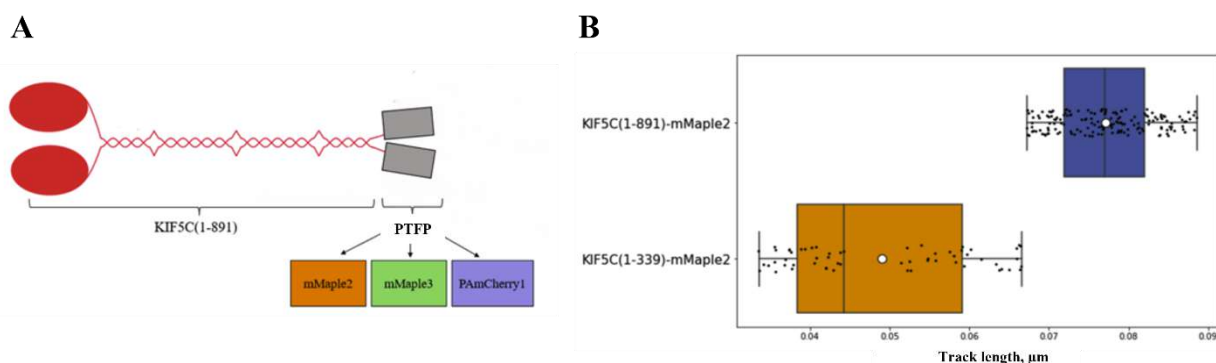 A
KIF5C(1-891)
PTFP
mMaple2
mMaple3
PAmCherry1
B
KIF5C(1-891)-mMaple2
KIF5C(1-339)-mMaple2
0.04
0.05
0.06
0.07
0.08
0.09
Track length, µm